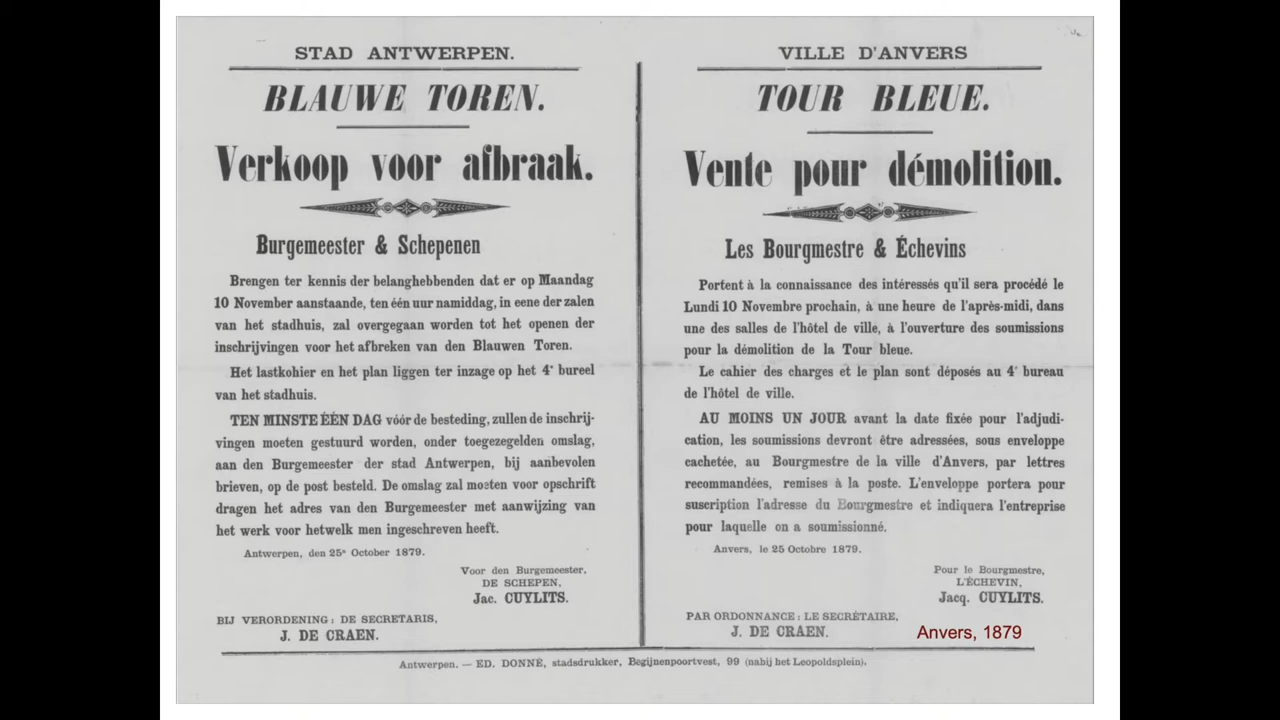 STAD ANTWERPEN.
BLAUWE TOREN.
Verkoop voor afbraak.
Burgemeester & Schepenen
Brengen ter kennis der belanghebbenden dat er op Maandag
10 November aanstaande, ten één uur namiddag, in eene der zalen
van het stadhuis, zal overgegaan worden tot het openen der
inschrijvingen voor het afbreken van den Blauwen Toren.
Het lastkohier en het plan liggen ter inzage op het 4e bureel
van het stadhuis.
TEN MINSTE ÉÉN DAG vóór de besteding, zullen de inschrij-
vingen moeten gestuurd worden, onder toegezegelden omslag,
aan den Burgemeester der stad Antwerpen, bij aanbevolen
brieven, op de post besteld. De omslag zal moeten voor opschrift
dragen het adres van den Burgemeester met aanwijzing van
het werk voor hetwelk men ingeschreven heeft.
Antwerpen, den 25n October 1879.
Voor den Burgemeester,
DE SCHEPEN,
Jac. CUYLITS.
BIJ VERORDENING : DE SECRETARIS,
J. DE CRAEN.
VILLE D'ANVERS
TOUR BLEUE.
Vente pour démolition.
Les Bourgmestre & Échevins
Portent à la connaissance des intéressés qu'il sera procédé le
Lundi 10 Novembre prochain, à une heure de l'après-midi, dans
une des salles de l'hôtel de ville, à l'ouverture des soumissions
pour la démolition de la Tour bleue.
Le cahier des charges et le plan sont déposés au 4e bureau
de l'hôtel de ville.
AU MOINS UN JOUR avant la date fixée pour l'adjudi-
cation, les soumissions devront être adressées, sous enveloppe
cachetée, au Bourgmestre de la ville d'Anvers, par lettres
recommandées, remises à la poste. L'enveloppe portera pour
suscription l'adresse du Bourgmestre et indiquera l'entreprise
pour laquelle on a soumissionné.
Anvers, le 25 Octobre 1879.
Pour le Bourgmestre,
L'ÉCHEVIN,
Jacq. CUYLITS.
PAR ORDONNANCE : LE SECRÉTAIRE,
J. DE CRAEN.
Anvers, 1879
Antwerpen. — ED. DONNÉ, stadsdrukker, Begijnenpoortvest, 99 (nabij het Leopoldsplein).